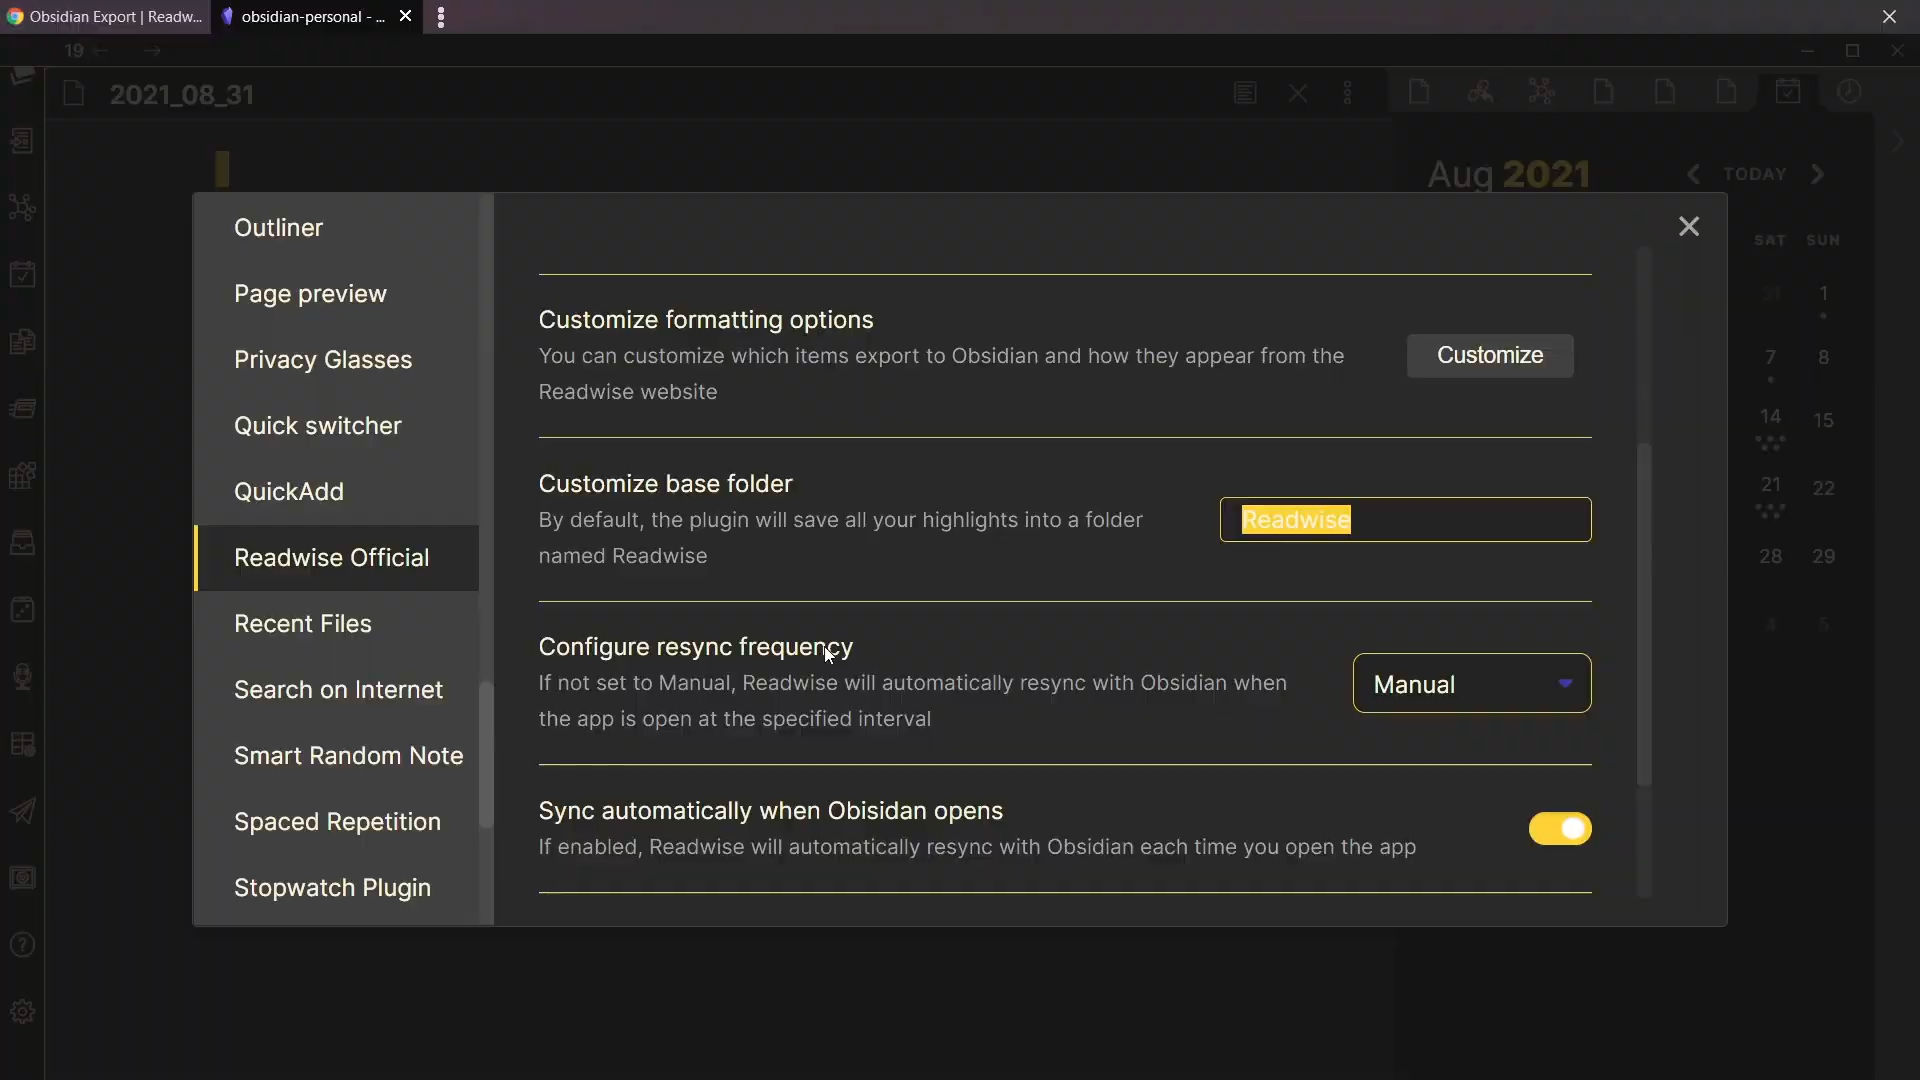 Obsidian Export | Readw...
obsidian-personal - ...
19
2021_08_31
Aug 2021
TODAY
SAT SUN
31 1
7 8
14 15
21 22
28 29
4 5
Outliner
Page preview
Privacy Glasses
Quick switcher
QuickAdd
Readwise Official
Recent Files
Search on Internet
Smart Random Note
Spaced Repetition
Stopwatch Plugin
Customize formatting options
You can customize which items export to Obsidian and how they appear from the
Readwise website
Customize
Customize base folder
By default, the plugin will save all your highlights into a folder
named Readwise
Readwise
Configure resync frequency
If not set to Manual, Readwise will automatically resync with Obsidian when
the app is open at the specified interval
Manual
Sync automatically when Obisidan opens
If enabled, Readwise will automatically resync with Obsidian each time you open the app